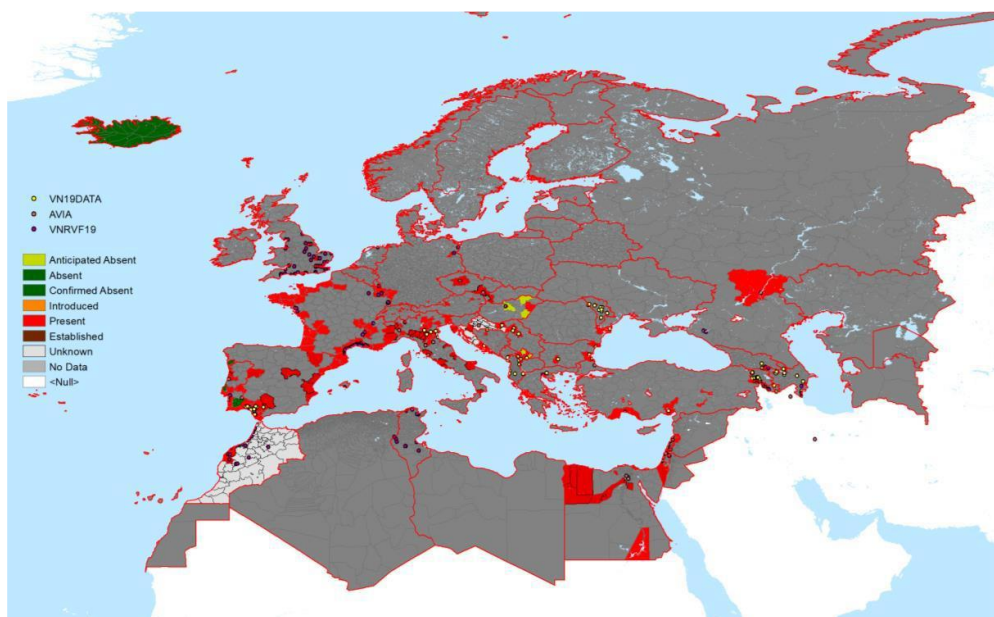 VN19DATA
AVIA
VNRVF19
Anticipated Absent
Absent
Confirmed Absent
Introduced
Present
Established
Unknown
No Data
<Null>